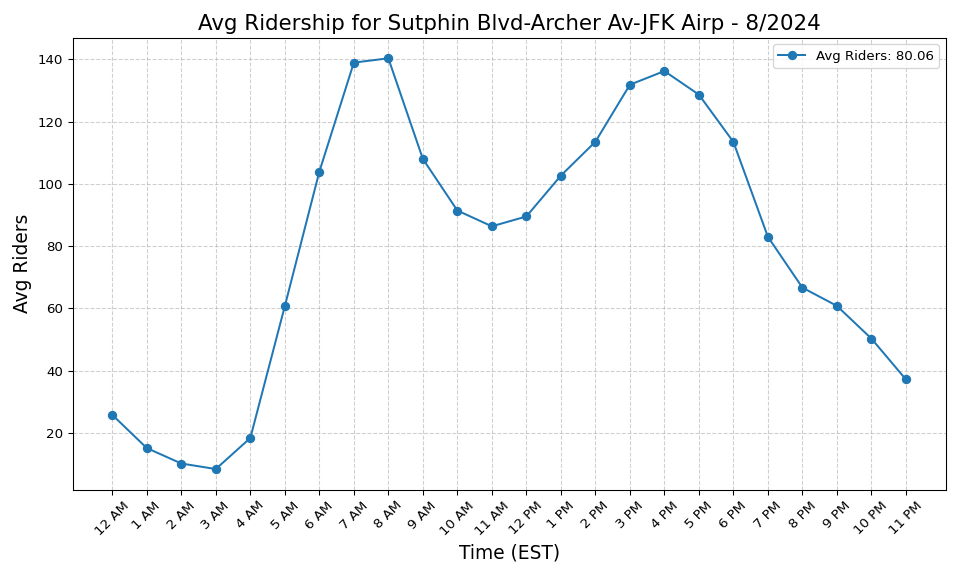 Avg Ridership for Sutphin Blvd-Archer Av-JFK Airp - 8/2024
Avg Riders: 80.06
Avg Riders
140
120
100
80
60
40
20
12 AM
1 AM
2 AM
3 AM
4 AM
5 AM
6 AM
7 AM
8 AM
9 AM
10 AM
11 AM
12 PM
1 PM
2 PM
3 PM
4 PM
5 PM
6 PM
7 PM
8 PM
9 PM
10 PM
11 PM
Time (EST)